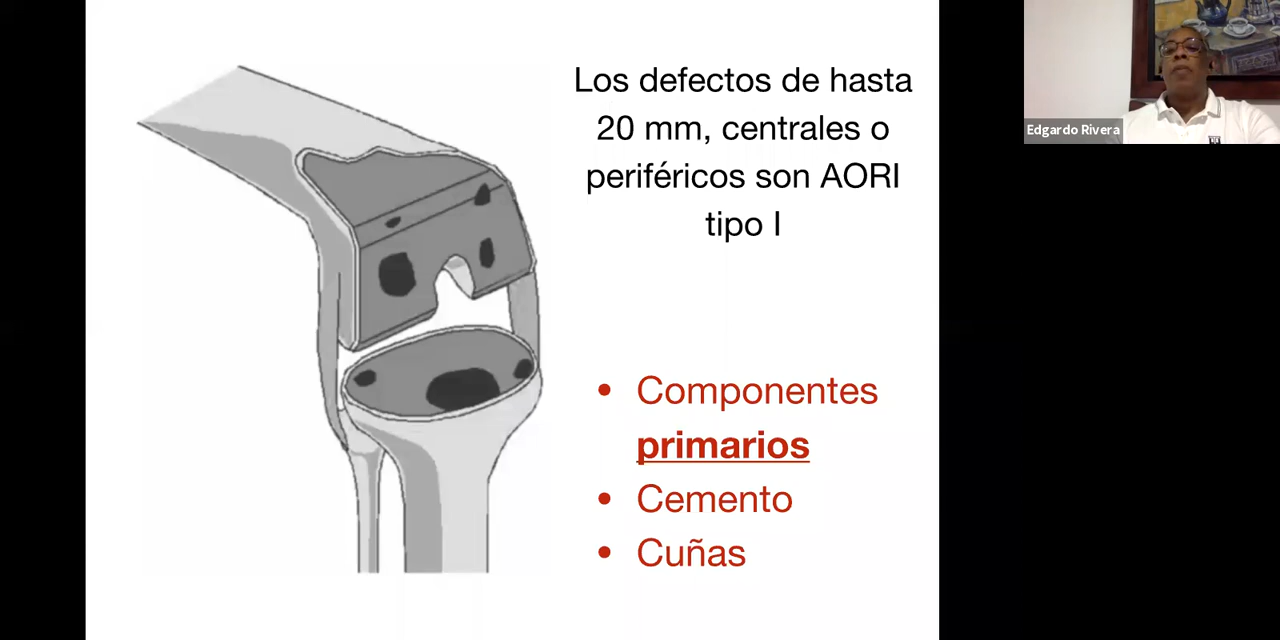 Los defectos de hasta
20 mm, centrales o
periféricos son AORI
tipo I
• Componentes
primarios
• Cemento
• Cuñas
Edgardo Rivera